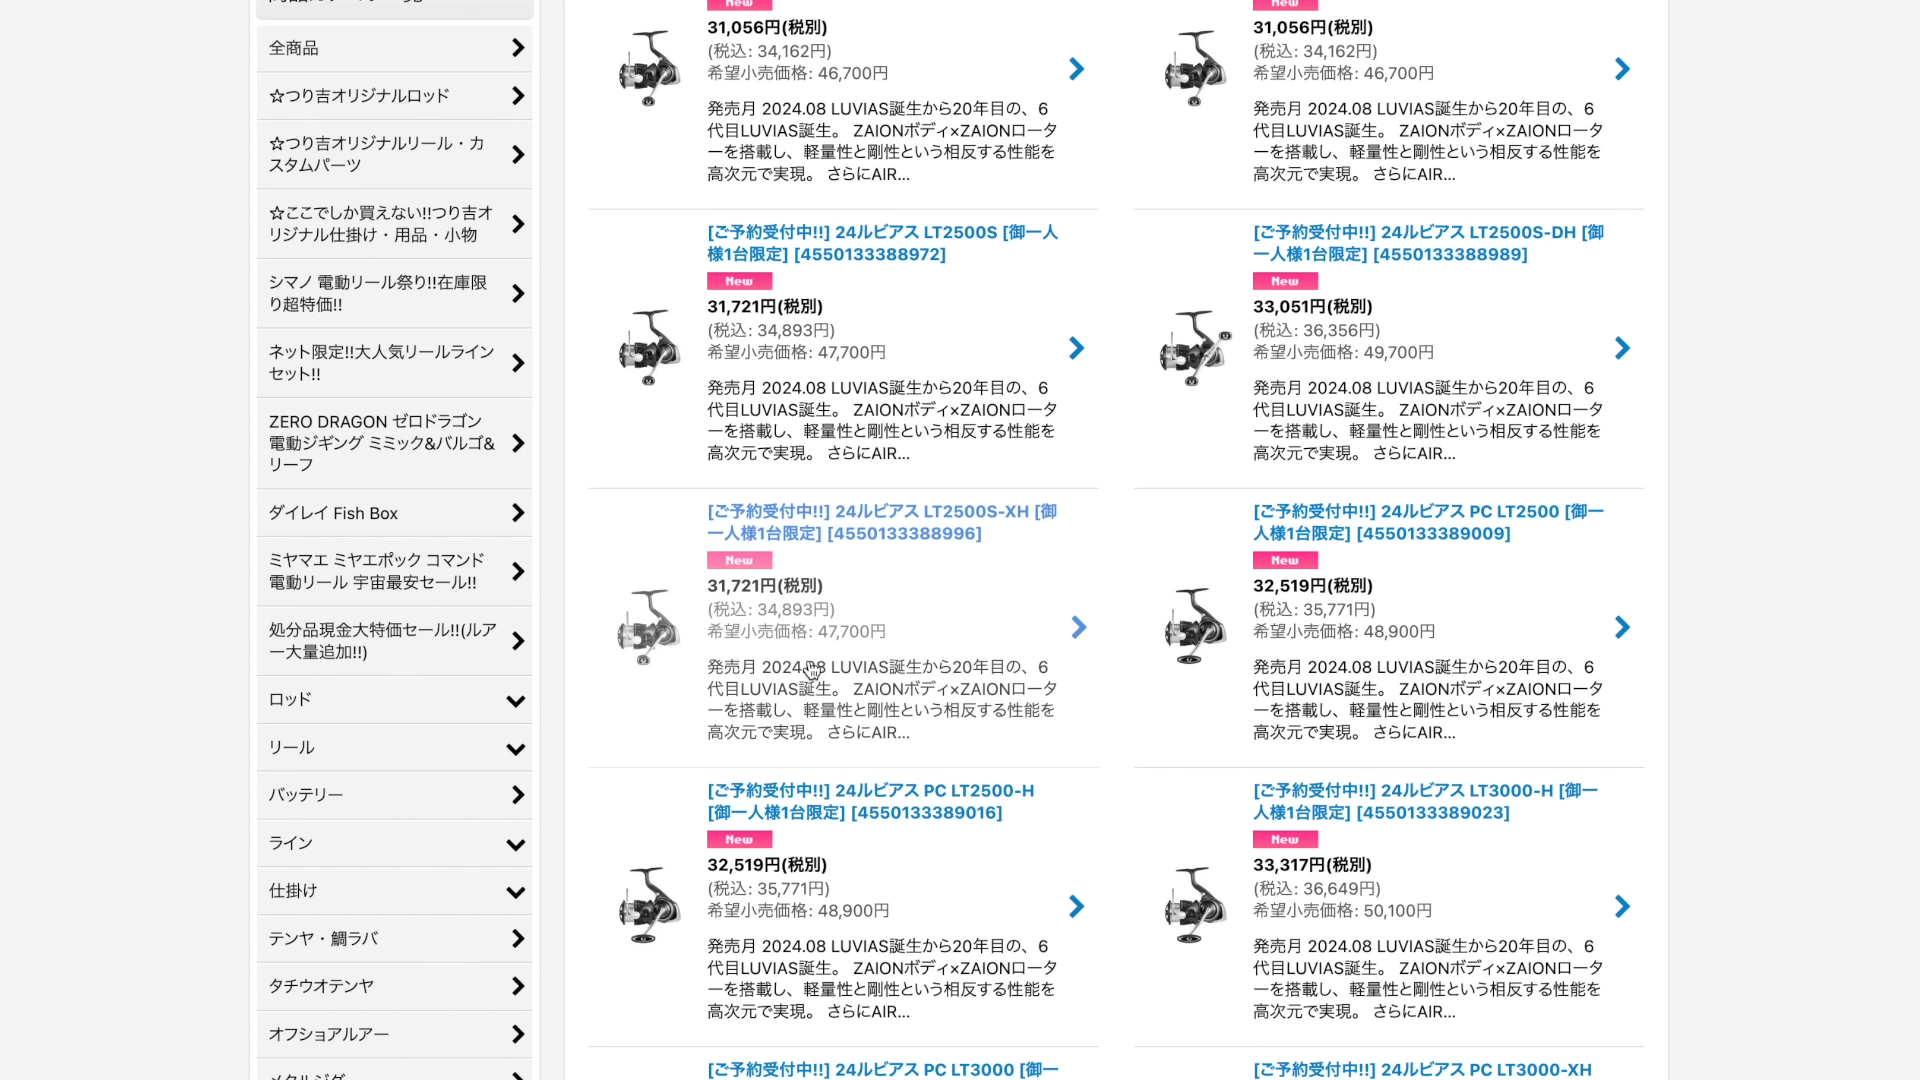 全商品
☆つり吉オリジナルロッド
☆つり吉オリジナルリール・カ
スタムパーツ
☆ここでしか買えない!!つり吉オ
リジナル仕掛け・用品・小物
シマノ 電動リール祭り!!在庫限
り超特価!!
ネット限定!!大人気リールライン
セット!!
ZERO DRAGON ゼロドラゴン
電動ジギング ミミック&バルゴ&
リーフ
ダイレイ Fish Box
ミヤマエ ミヤエポック コマンド
電動リール 宇宙最安セール!!
処分品現金大特価セール!!(ルア
ー大量追加!!)
ロッド
リール
バッテリー
ライン
仕掛け
テンヤ・鯛ラバ
タチウオテンヤ
オフショアルアー
メタルジグ
New
31,056円(税別)
(税込: 34,162円)
希望小売価格: 46,700円
発売月 2024.08 LUVIAS誕生から20年目の、6
代目LUVIAS誕生。 ZAIONボディ×ZAIONロータ
ーを搭載し、軽量性と剛性という相反する性能を
高次元で実現。 さらにAIR...
New
31,056円(税別)
(税込: 34,162円)
希望小売価格: 46,700円
発売月 2024.08 LUVIAS誕生から20年目の、6
代目LUVIAS誕生。 ZAIONボディ×ZAIONロータ
ーを搭載し、軽量性と剛性という相反する性能を
高次元で実現。 さらにAIR...
[ご予約受付中!!] 24ルビアス LT2500S [御一人
様1台限定] [4550133388972]
New
31,721円(税別)
(税込: 34,893円)
希望小売価格: 47,700円
発売月 2024.08 LUVIAS誕生から20年目の、6
代目LUVIAS誕生。 ZAIONボディ×ZAIONロータ
ーを搭載し、軽量性と剛性という相反する性能を
高次元で実現。 さらにAIR...
[ご予約受付中!!] 24ルビアス LT2500S-DH [御
一人様1台限定] [4550133388989]
New
33,051円(税別)
(税込: 36,356円)
希望小売価格: 49,700円
発売月 2024.08 LUVIAS誕生から20年目の、6
代目LUVIAS誕生。 ZAIONボディ×ZAIONロータ
ーを搭載し、軽量性と剛性という相反する性能を
高次元で実現。 さらにAIR...
[ご予約受付中!!] 24ルビアス LT2500S-XH [御
一人様1台限定] [4550133388996]
New
31,721円(税別)
(税込: 34,893円)
希望小売価格: 47,700円
発売月 2024.08 LUVIAS誕生から20年目の、6
代目LUVIAS誕生。 ZAIONボディ×ZAIONロータ
ーを搭載し、軽量性と剛性という相反する性能を
高次元で実現。 さらにAIR...
[ご予約受付中!!] 24ルビアス PC LT2500 [御一
人様1台限定] [4550133389009]
New
32,519円(税別)
(税込: 35,771円)
希望小売価格: 48,900円
発売月 2024.08 LUVIAS誕生から20年目の、6
代目LUVIAS誕生。 ZAIONボディ×ZAIONロータ
ーを搭載し、軽量性と剛性という相反する性能を
高次元で実現。 さらにAIR...
[ご予約受付中!!] 24ルビアス PC LT2500-H
[御一人様1台限定] [4550133389016]
New
32,519円(税別)
(税込: 35,771円)
希望小売価格: 48,900円
発売月 2024.08 LUVIAS誕生から20年目の、6
代目LUVIAS誕生。 ZAIONボディ×ZAIONロータ
ーを搭載し、軽量性と剛性という相反する性能を
高次元で実現。 さらにAIR...
[ご予約受付中!!] 24ルビアス LT3000-H [御一
人様1台限定] [4550133389023]
New
33,317円(税別)
(税込: 36,649円)
希望小売価格: 50,100円
発売月 2024.08 LUVIAS誕生から20年目の、6
代目LUVIAS誕生。 ZAIONボディ×ZAIONロータ
ーを搭載し、軽量性と剛性という相反する性能を
高次元で実現。 さらにAIR...
[ご予約受付中!!] 24ルビアス PC LT3000 [御一
[ご予約受付中!!] 24ルビアス PC LT3000-XH